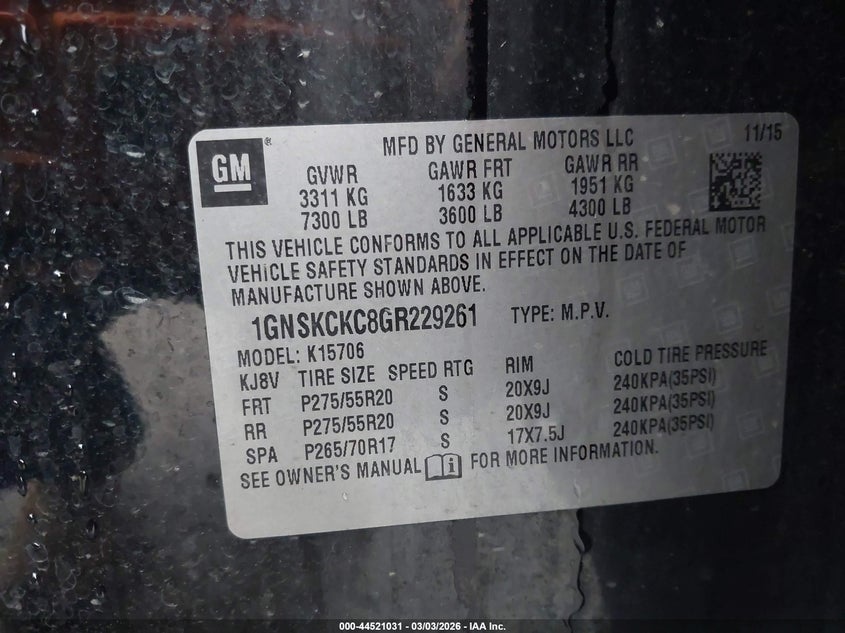 GM ®
MFD BY GENERAL MOTORS LLC 11/15
GVWR GAWR FRT GAWR RR
3311 KG 1633 KG 1951 KG
7300 LB 3600 LB 4300 LB
THIS VEHICLE CONFORMS TO ALL APPLICABLE U.S. FEDERAL MOTOR
VEHICLE SAFETY STANDARDS IN EFFECT ON THE DATE OF
MANUFACTURE SHOWN ABOVE.
1GNSKCKC8GR229261 TYPE: M.P.V.
MODEL: K15706
KJ8V TIRE SIZE SPEED RTG RIM COLD TIRE PRESSURE
FRT P275/55R20 S 20X9J 240KPA(35PSI)
RR P275/55R20 S 20X9J 240KPA(35PSI)
SPA P265/70R17 S 17X7.5J 240KPA(35PSI)
SEE OWNER'S MANUAL i FOR MORE INFORMATION.
000-44521031 - 03/03/2026 - IAA Inc.